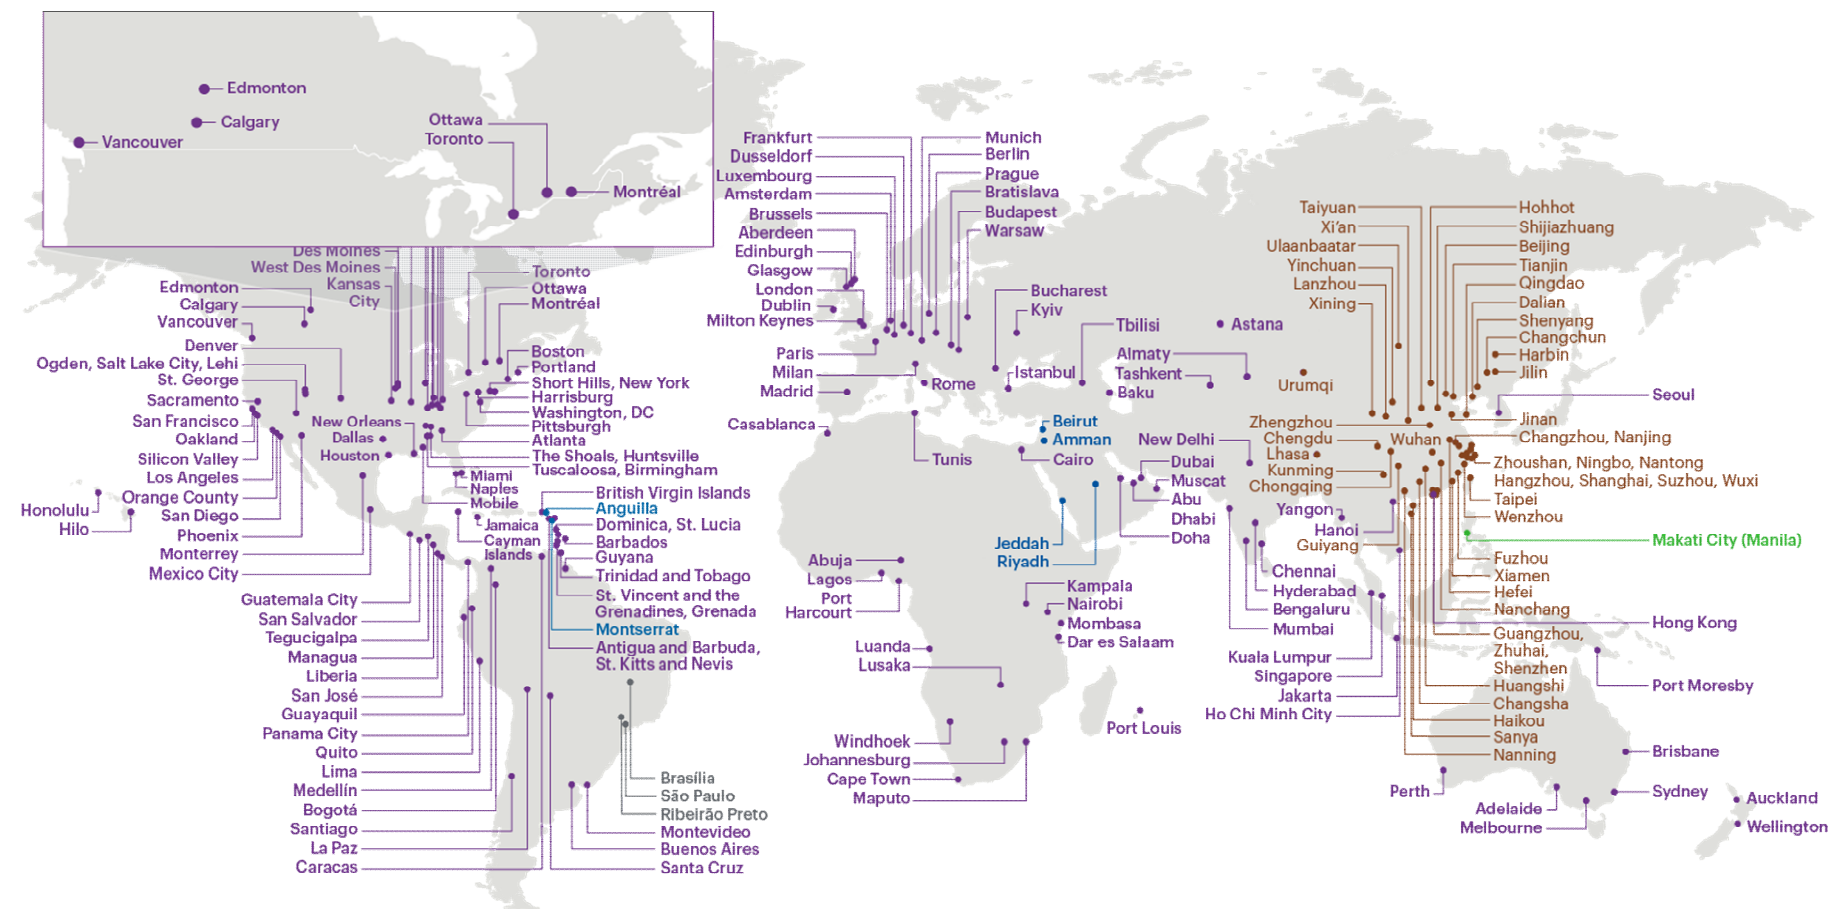 Edmonton
Calgary
Vancouver
Ottawa
Toronto
Montréal
Des Moines
West Des Moines
Kansas
City
Toronto
Ottawa
Montréal
Edmonton
Calgary
Vancouver
Denver
Ogden, Salt Lake City, Lehi
St. George
Sacramento
San Francisco
Oakland
Silicon Valley
Los Angeles
Orange County
San Diego
Phoenix
Monterrey
Mexico City
Honolulu
Hilo
New Orleans
Dallas
Houston
Boston
Portland
Short Hills, New York
Harrisburg
Washington, DC
Pittsburgh
Atlanta
The Shoals, Huntsville
Tuscaloosa, Birmingham
Miami
Naples
Mobile
Jamaica
Cayman
Islands
British Virgin Islands
Anguilla
Dominica, St. Lucia
Barbados
Guyana
Trinidad and Tobago
St. Vincent and the
Grenadines, Grenada
Montserrat
Antigua and Barbuda,
St. Kitts and Nevis
Guatemala City
San Salvador
Tegucigalpa
Managua
Liberia
San José
Guayaquil
Panama City
Quito
Lima
Medellín
Bogotá
Santiago
La Paz
Caracas
Brasília
São Paulo
Ribeirão Preto
Montevideo
Buenos Aires
Santa Cruz
Frankfurt
Dusseldorf
Luxembourg
Amsterdam
Brussels
Aberdeen
Edinburgh
Glasgow
London
Dublin
Milton Keynes
Paris
Milan
Madrid
Casablanca
Munich
Berlin
Prague
Bratislava
Budapest
Warsaw
Bucharest
Kyiv
Tbilisi
Istanbul
Rome
Astana
Almaty
Tashkent
Baku
Tunis
Cairo
Beirut
Amman
Jeddah
Riyadh
New Delhi
Dubai
Muscat
Abu
Dhabi
Doha
Abuja
Lagos
Port
Harcourt
Kampala
Nairobi
Mombasa
Dar es Salaam
Luanda
Lusaka
Windhoek
Johannesburg
Cape Town
Maputo
Port Louis
Chennai
Hyderabad
Bengaluru
Mumbai
Kuala Lumpur
Singapore
Jakarta
Ho Chi Minh City
Taiyuan
Xi'an
Ulaanbaatar
Yinchuan
Lanzhou
Xining
Urumqi
Zhengzhou
Chengdu
Lhasa
Kunming
Chongqing
Wuhan
Yangon
Hanoi
Guiyang
Hohhot
Shijiazhuang
Beijing
Tianjin
Qingdao
Dalian
Shenyang
Changchun
Harbin
Jilin
Seoul
Jinan
Changzhou, Nanjing
Zhoushan, Ningbo, Nantong
Hangzhou, Shanghai, Suzhou, Wuxi
Taipei
Wenzhou
Makati City (Manila)
Fuzhou
Xiamen
Hefei
Nanchang
Hong Kong
Guangzhou,
Zhuhai,
Shenzhen
Huangshi
Changsha
Haikou
Sanya
Nanning
Port Moresby
Brisbane
Perth
Sydney
Adelaide
Melbourne
Auckland
Wellington